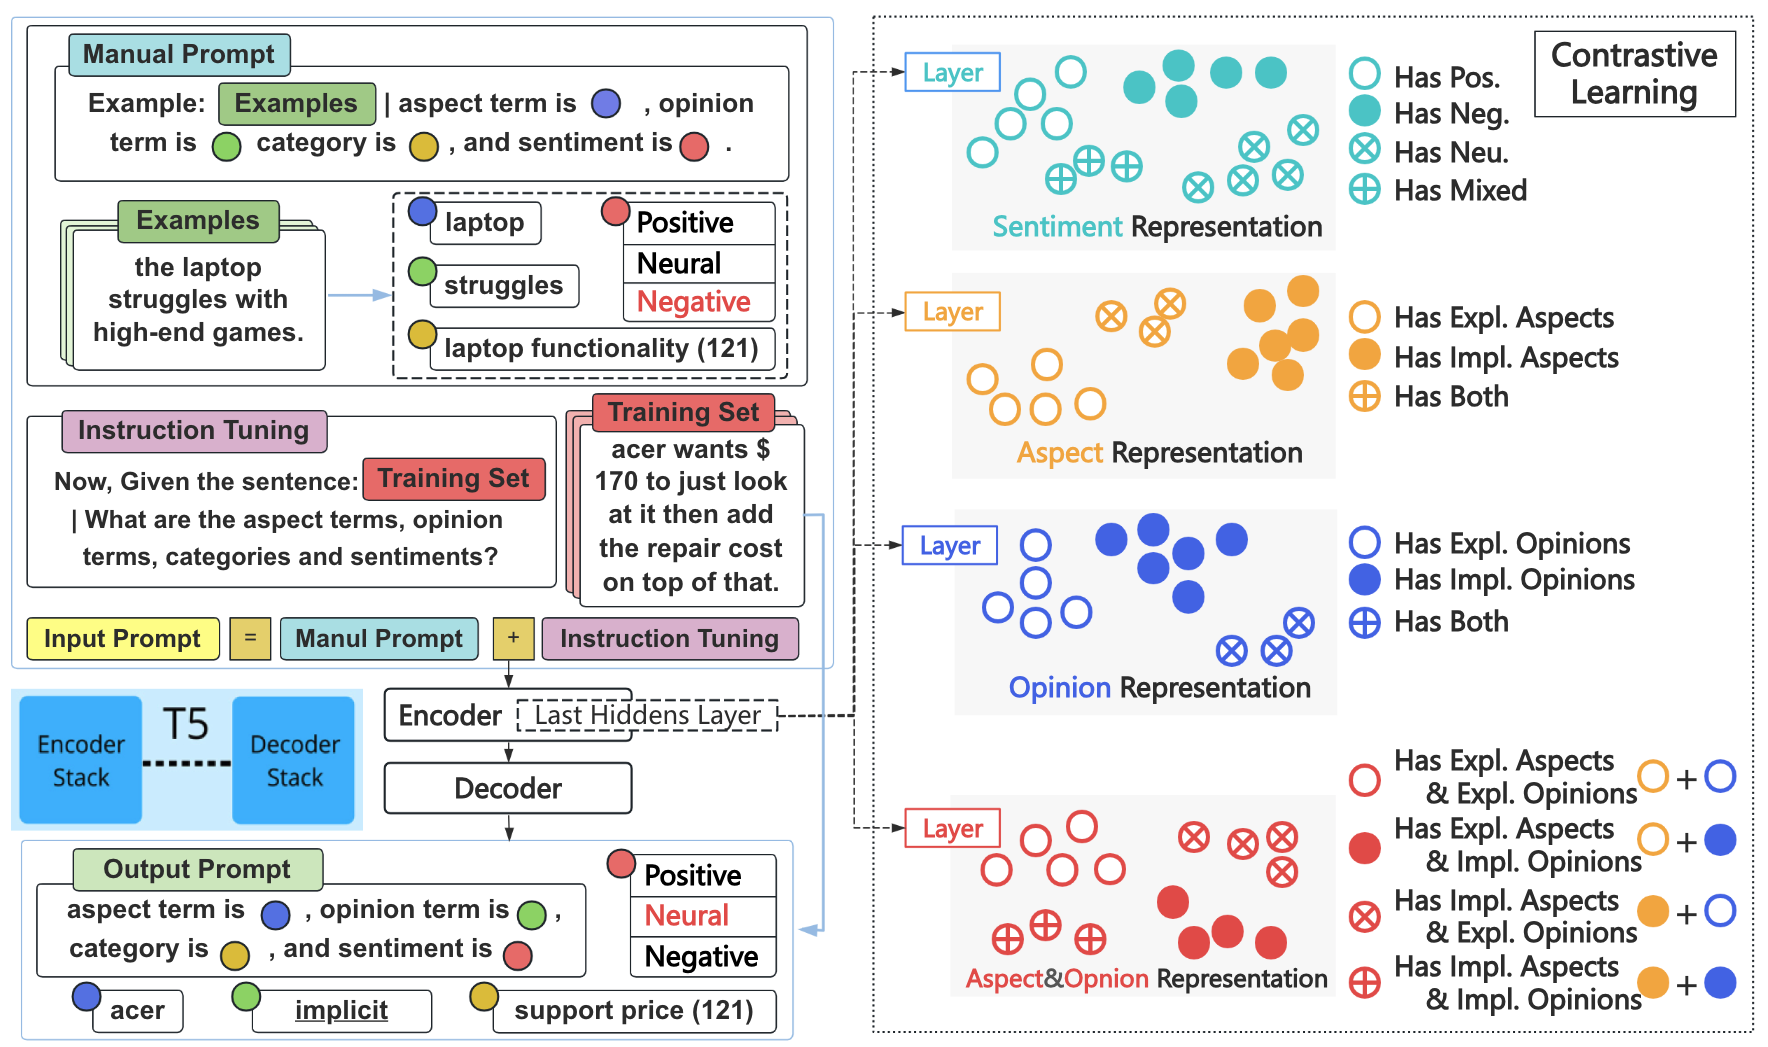 Manual Prompt
Example: Examples | aspect term is , opinion
term is category is , and sentiment is .
Examples
the laptop
struggles with
high-end games.
laptop
struggles
laptop functionality (121)
Positive
Neural
Negative
Instruction Tuning
Now, Given the sentence: Training Set
| What are the aspect terms, opinion
terms, categories and sentiments?
Training Set
acer wants $
170 to just look
at it then add
the repair cost
on top of that.
Input Prompt = Manul Prompt + Instruction Tuning
T5
Encoder
Stack
Decoder
Stack
Encoder
Last Hiddens Layer
Decoder
Output Prompt
aspect term is , opinion term is ,
category is , and sentiment is
Positive
Neural
Negative
acer
implicit
support price (121)
Contrastive
Learning
Layer
Sentiment Representation
Has Pos.
Has Neg.
Has Neu.
Has Mixed
Layer
Aspect Representation
Has Expl. Aspects
Has Impl. Aspects
Has Both
Layer
Opinion Representation
Has Expl. Opinions
Has Impl. Opinions
Has Both
Layer
Aspect&Opnion Representation
Has Expl. Aspects
& Expl. Opinions +
Has Expl. Aspects
& Impl. Opinions +
Has Impl. Aspects
& Expl. Opinions +
Has Impl. Aspects
& Impl. Opinions +